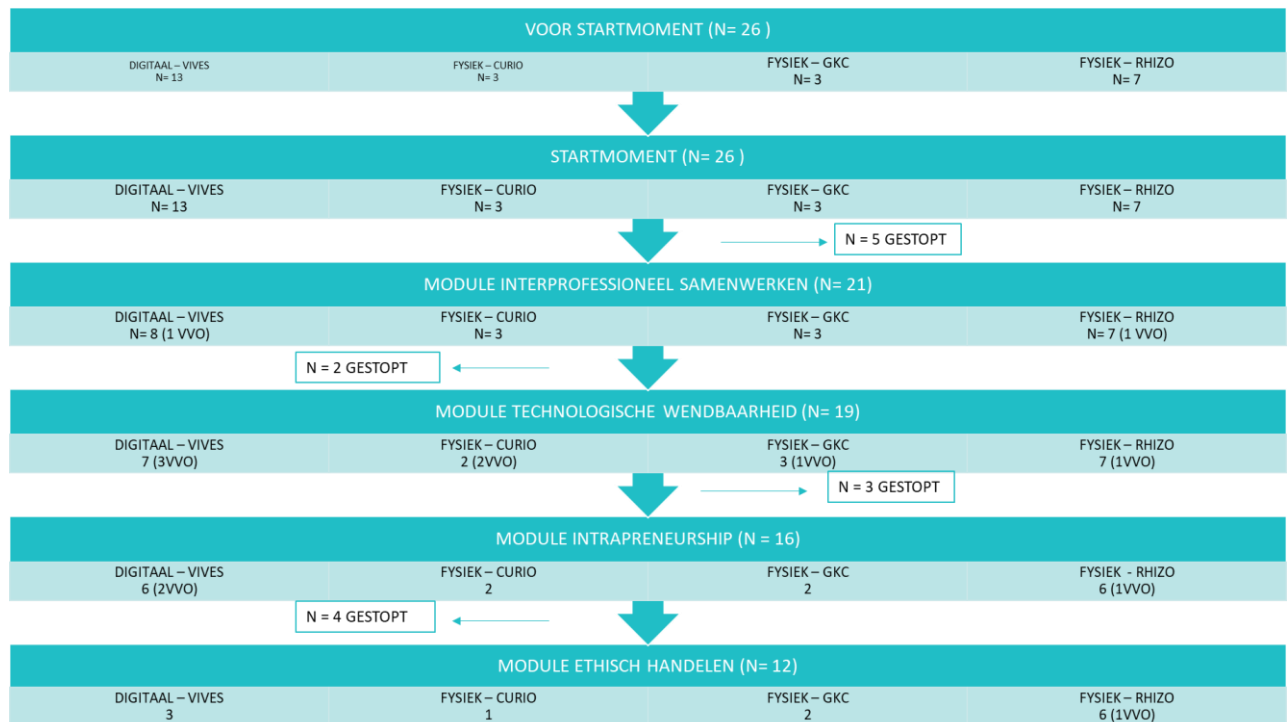 VOOR STARTMOMENT (N= 26 )
DIGITAAL – VIVES
N= 13
FYSIEK – CURIO
N= 3
FYSIEK – GKC
N= 3
FYSIEK – RHIZO
N= 7
STARTMOMENT (N= 26 )
DIGITAAL – VIVES
N= 13
FYSIEK – CURIO
N= 3
FYSIEK – GKC
N= 3
FYSIEK – RHIZO
N= 7
N = 5 GESTOPT
MODULE INTERPROFESSIONEEL SAMENWERKEN (N= 21)
DIGITAAL – VIVES
N= 8 (1 VVO)
FYSIEK – CURIO
N= 3
FYSIEK – GKC
N= 3
FYSIEK – RHIZO
N= 7 (1 VVO)
N = 2 GESTOPT
MODULE TECHNOLOGISCHE WENDBAARHEID (N= 19)
DIGITAAL – VIVES
7 (3VVO)
FYSIEK – CURIO
2 (2VVO)
FYSIEK – GKC
3 (1VVO)
FYSIEK – RHIZO
7 (1VVO)
N = 3 GESTOPT
MODULE INTRAPRENEURSHIP (N = 16)
DIGITAAL – VIVES
6 (2VVO)
FYSIEK – CURIO
2
FYSIEK – GKC
2
FYSIEK - RHIZO
6 (1VVO)
N = 4 GESTOPT
MODULE ETHISCH HANDELEN (N= 12)
DIGITAAL – VIVES
3
FYSIEK – CURIO
1
FYSIEK – GKC
2
FYSIEK – RHIZO
6 (1VVO)